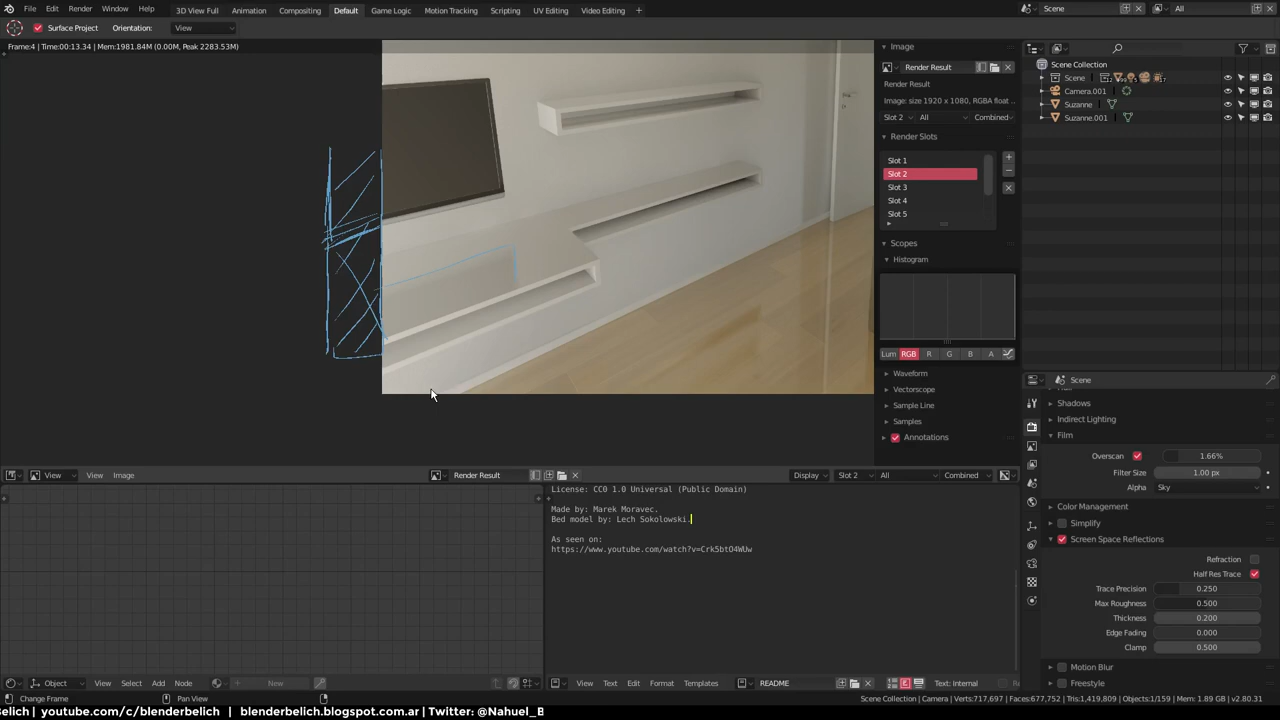 File Edit Render Window Help 3D View Full Animation Compositing Default Game Logic Motion Tracking Scripting UV Editing Video Editing + Scene All
Surface Project Orientation: View
Frame:4 | Time:00:13.34 | Mem:1981.84M (0.00M, Peak 2283.53M)
Image
Render Result
Render Result
Image: size 1920 x 1080, RGBA float ..
Slot 2 All Combined
Render Slots
Slot 1
Slot 2
Slot 3
Slot 4
Slot 5
Scopes
Histogram
Lum RGB R G B A
Waveform
Vectorscope
Sample Line
Samples
Annotations
Scene Collection
Scene
Camera.001
Suzanne
Suzanne.001
Scene
Shadows
Indirect Lighting
Film
Overscan 1.66%
Filter Size 1.00 px
Alpha Sky
Color Management
Simplify
Screen Space Reflections
Refraction
Half Res Trace
Trace Precision 0.250
Max Roughness 0.500
Thickness 0.200
Edge Fading 0.000
Clamp 0.500
Motion Blur
Freestyle
View View Image Render Result Display Slot 2 All Combined
License: CC0 1.0 Universal (Public Domain)
Made by: Marek Moravec.
Bed model by: Lech Sokolowski.
As seen on:
https://www.youtube.com/watch?v=Crk5btO4WUw
Object View Select Add Node New View Text Edit Format Templates README Text: Internal
Change Frame Pan View Scene Collection | Camera | Verts:717,697 | Faces:677,752 | Tris:1,419,809 | Objects:1/159 | Mem: 1.89 GB | v2.80.31
elich | youtube.com/c/blenderbelich | blenderbelich.blogspot.com.ar | Twitter: @Nahuel_B